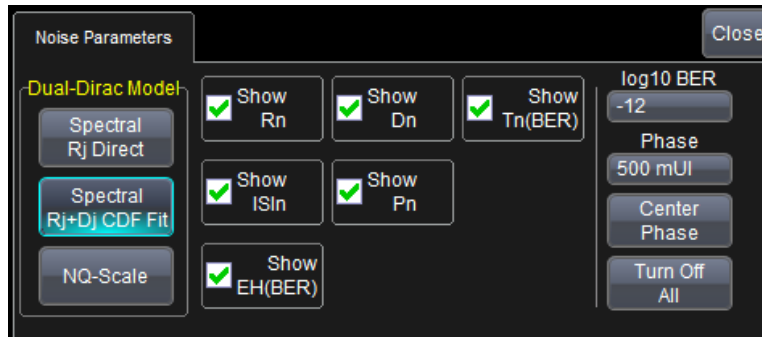 Noise Parameters
Close
Dual-Dirac Model
Spectral
Rj Direct
Spectral
Rj+Dj CDF Fit
NQ-Scale
Show
Rn
Show
Dn
Show
Tn(BER)
Show
ISIn
Show
Pn
Show
EH(BER)
log10 BER
-12
Phase
500 mUI
Center
Phase
Turn Off
All